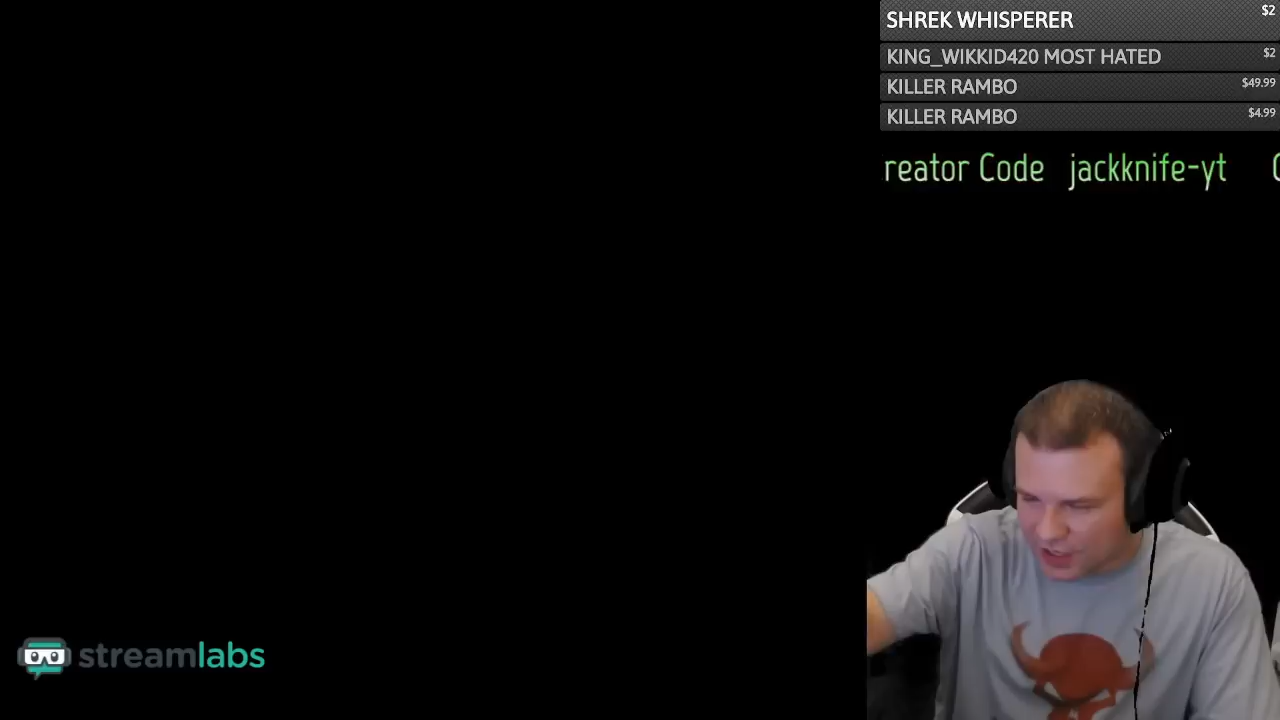 SHREK WHISPERER $2
KING_WIKKID420 MOST HATED $2
KILLER RAMBO $49.99
KILLER RAMBO $4.99
reator Code jackknife-yt
streamlabs